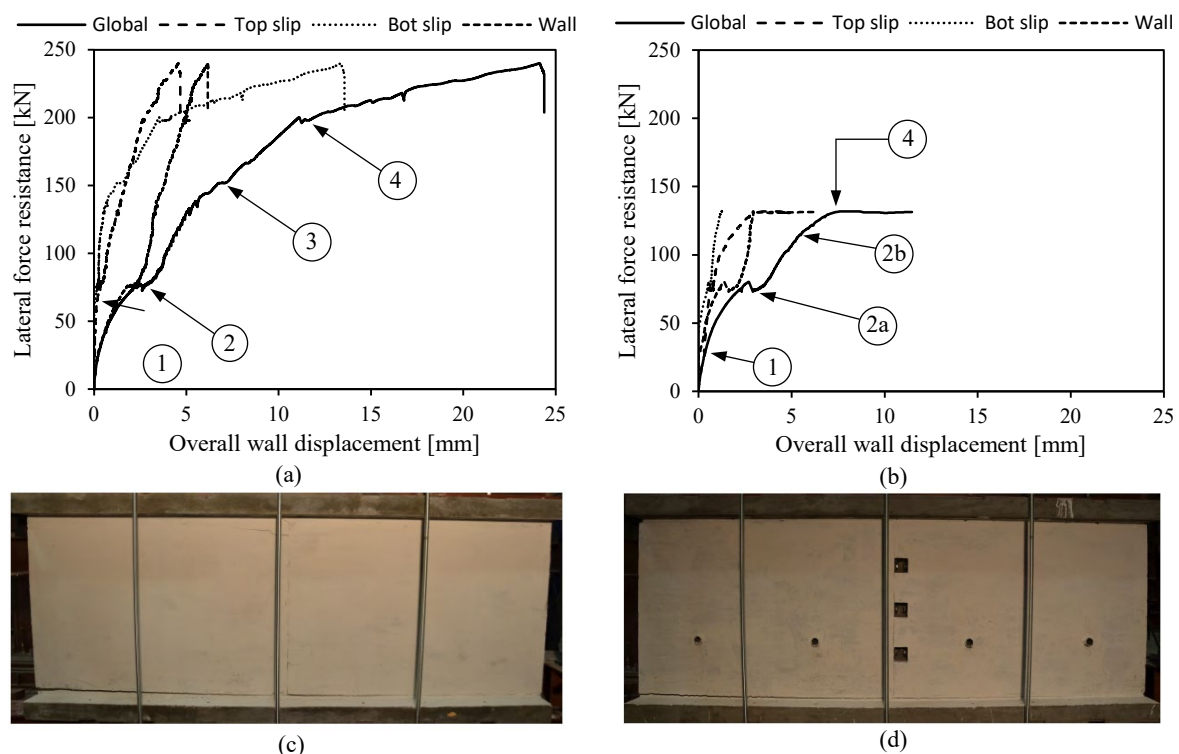 Global Top slip Bot slip Wall
250
200
150
100
50
0
Lateral force resistance [kN]
1
2
3
4
0 5 10 15 20 25
Overall wall displacement [mm]
(a)
Global Top slip Bot slip Wall
250
200
150
100
50
0
Lateral force resistance [kN]
4
2b
2a
1
0 5 10 15 20 25
Overall wall displacement [mm]
(b)
(c)
(d)